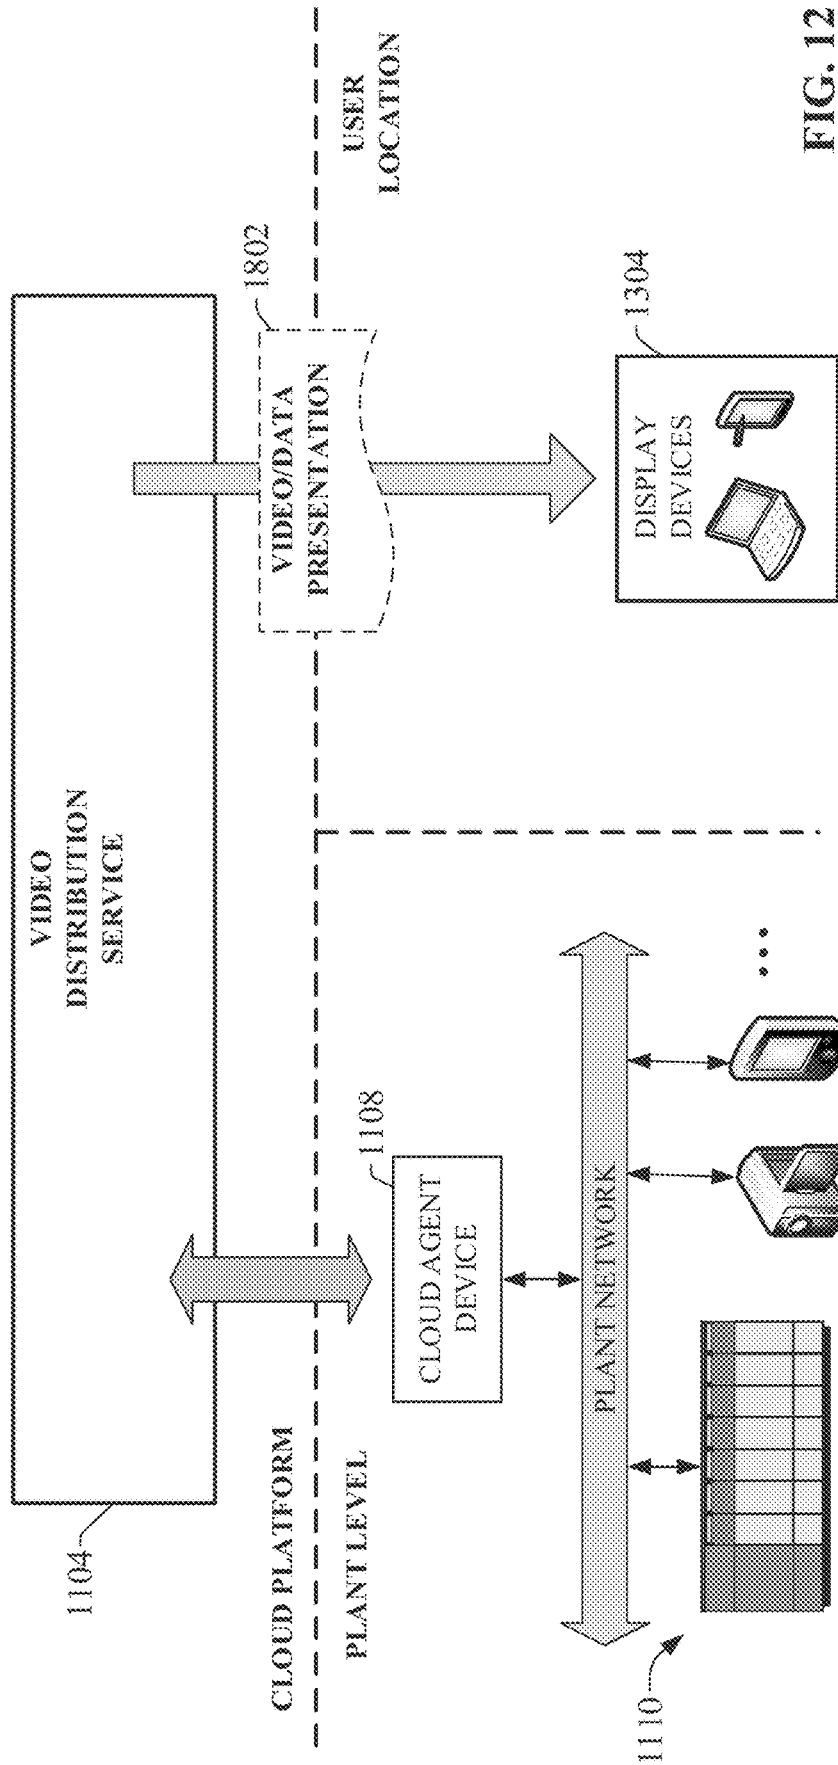 1104
VIDEO
DISTRIBUTION
SERVICE
CLOUD PLATFORM
PLANT LEVEL
1802
VIDEO/DATA
PRESENTATION
USER
LOCATION
1108
CLOUD AGENT
DEVICE
PLANT NETWORK
1110
...
1304
DISPLAY
DEVICES
FIG. 12